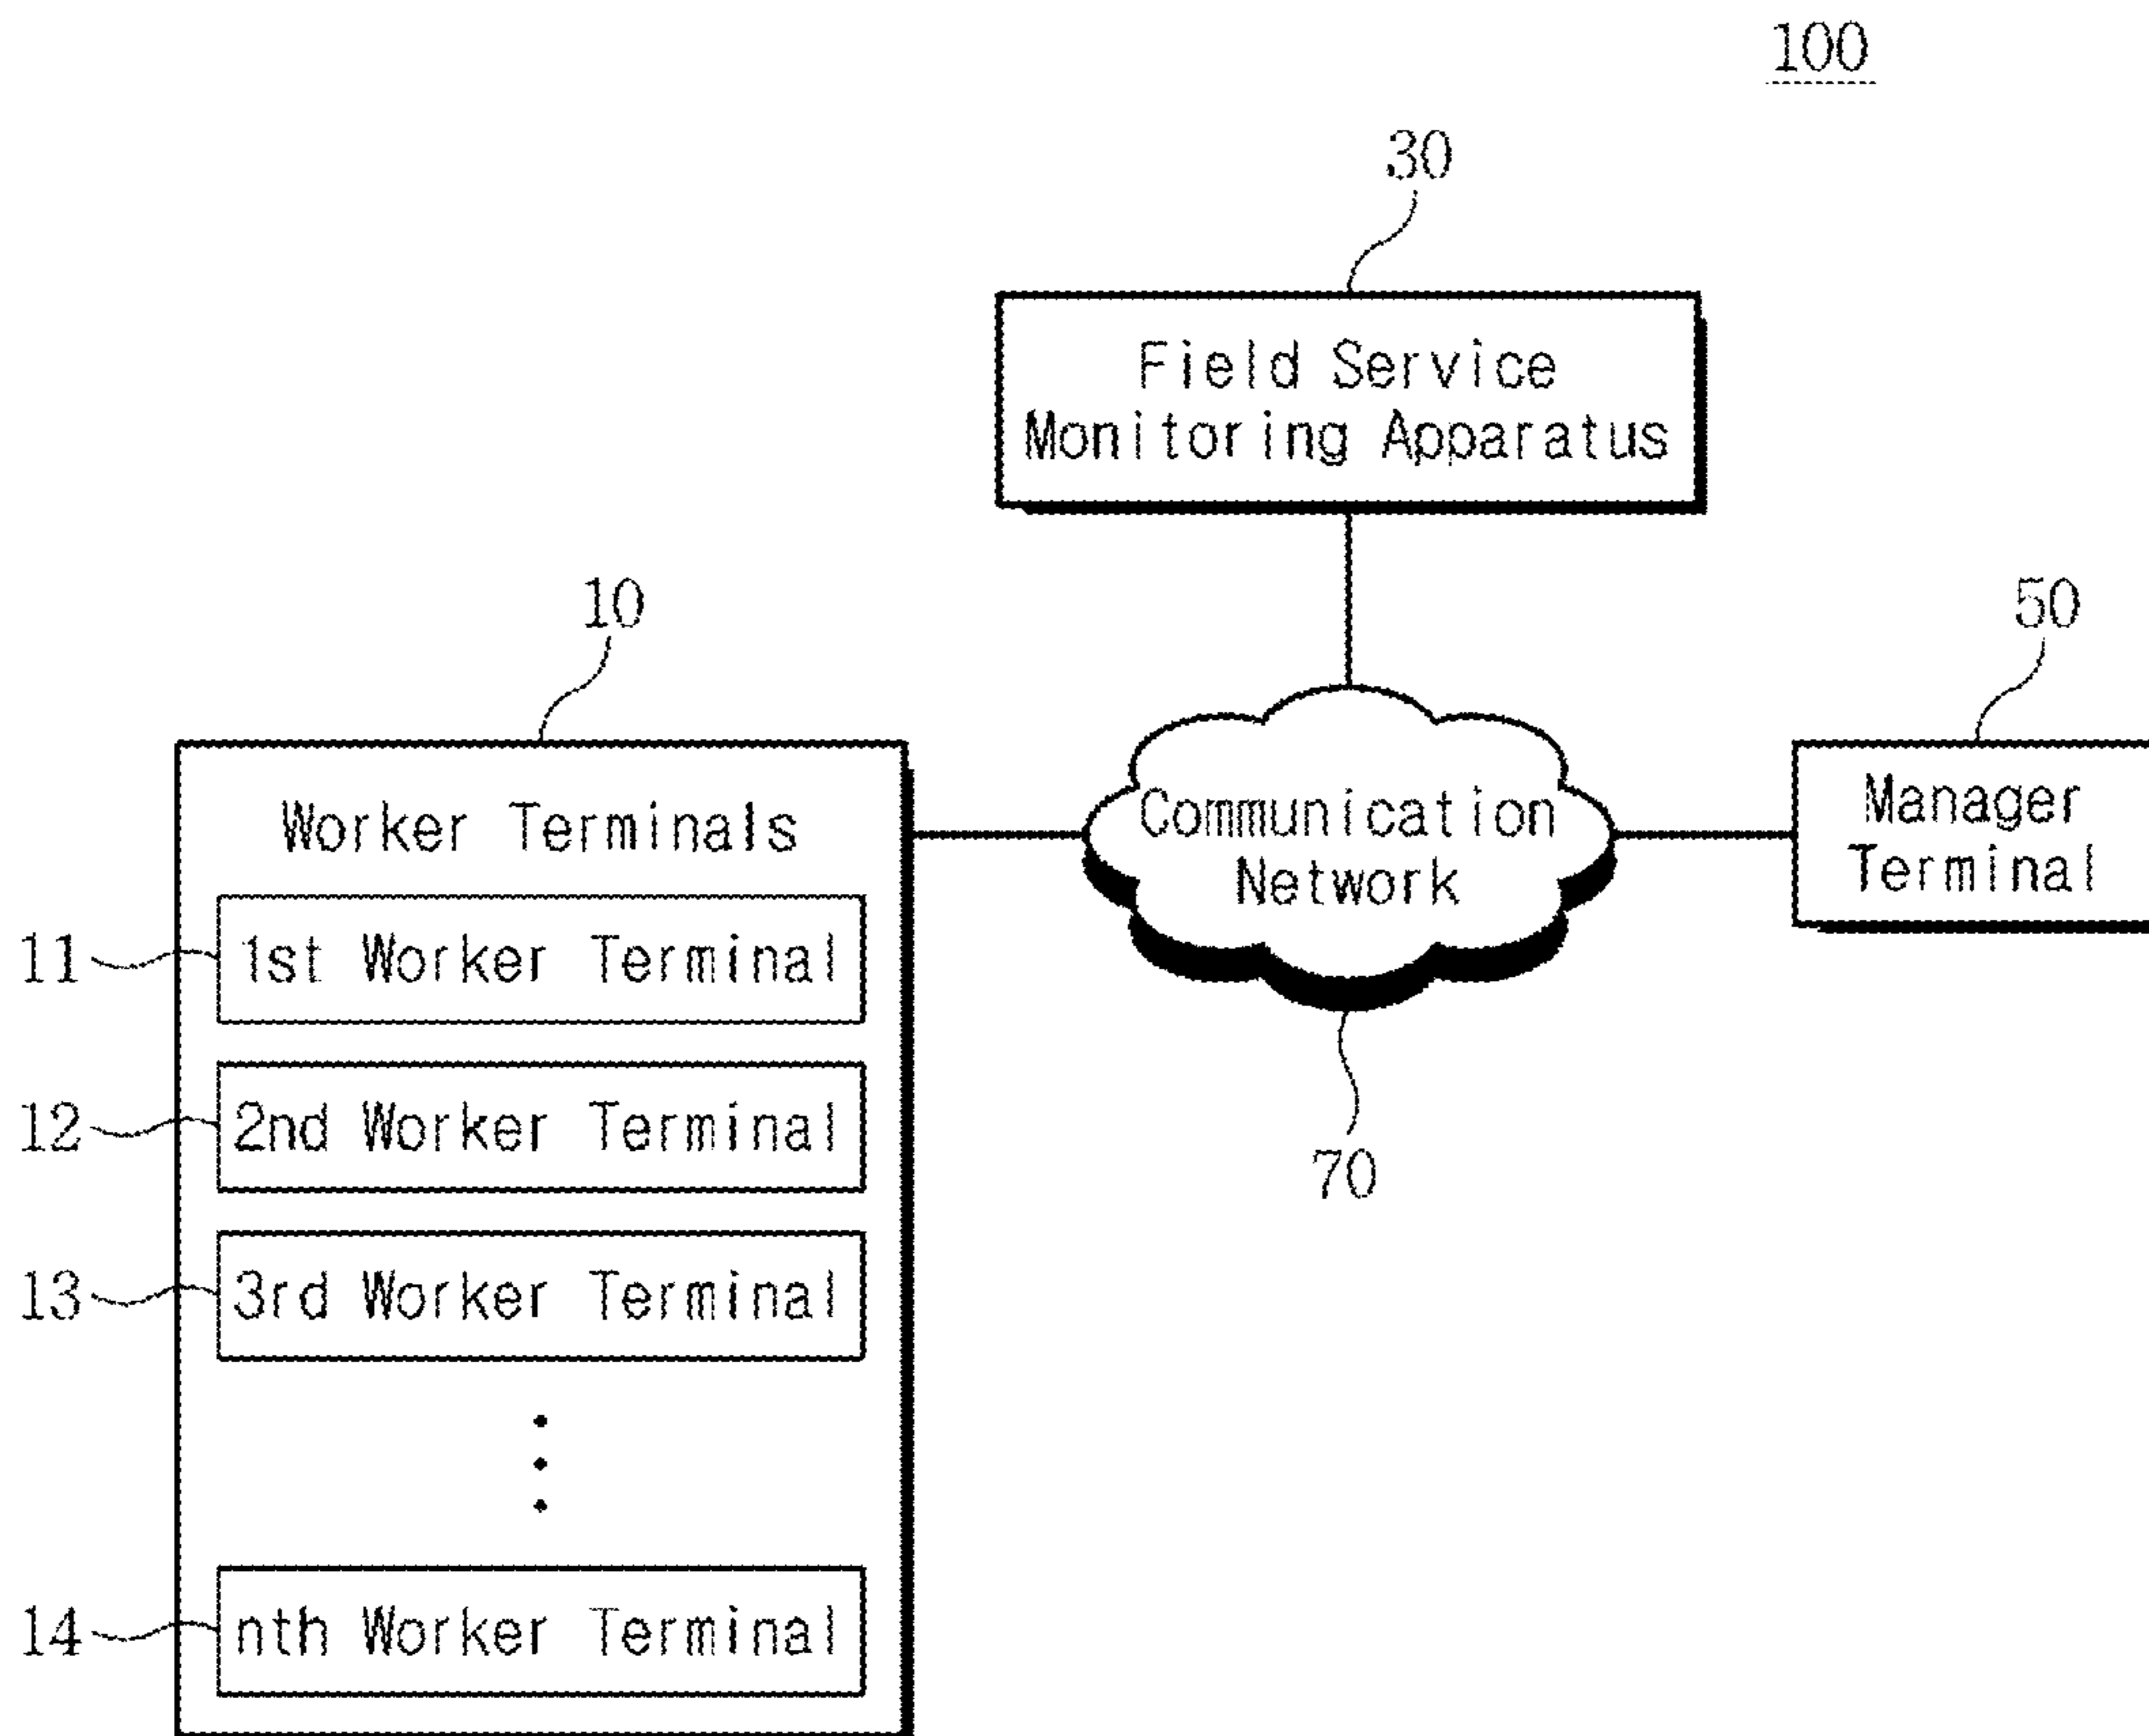 100
30
Field Service
Monitoring Apparatus
10
50
Worker Terminals
Communication
Network
Manager
Terminal
11
1st Worker Terminal
12
2nd Worker Terminal
70
13
3rd Worker Terminal
14
nth Worker Terminal